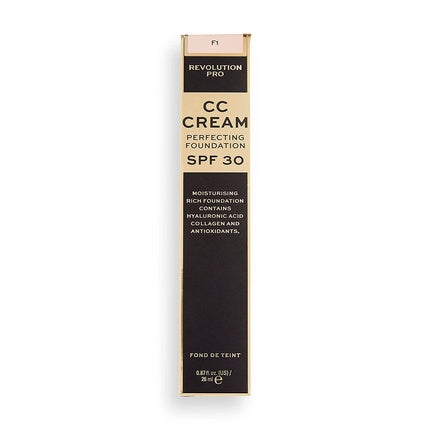 F1
REVOLUTION
PRO
CC
CREAM
PERFECTING
FOUNDATION
SPF 30
MOISTURISING
RICH FOUNDATION
CONTAINS
HYALURONIC ACID
COLLAGEN AND
ANTIOXIDANTS.
FOND DE TEINT
0.87 fl oz. (US) /
26 ml ℮